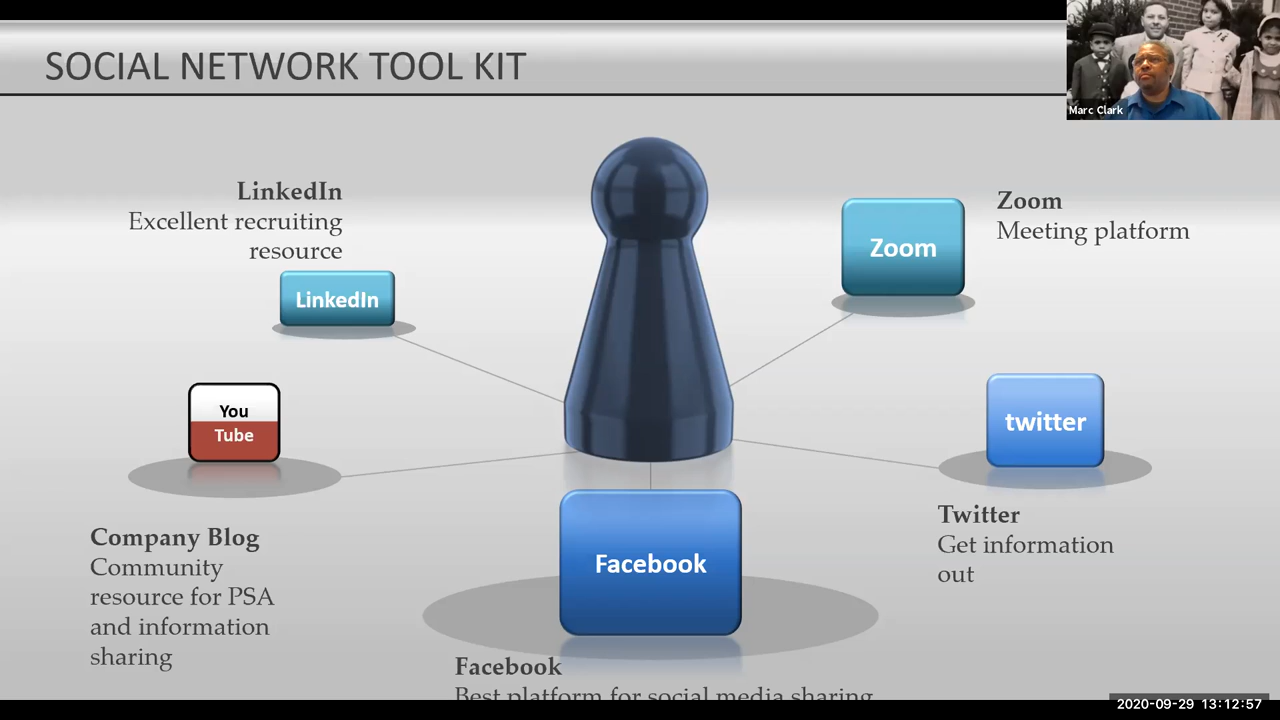 SOCIAL NETWORK TOOL KIT
Marc Clark
LinkedIn
Excellent recruiting
resource
LinkedIn
Zoom
Zoom
Meeting platform
You
Tube
twitter
Company Blog
Community
resource for PSA
and information
sharing
Facebook
Twitter
Get information
out
Facebook
Best platform for social media sharing
2020-09-29 13:12:57